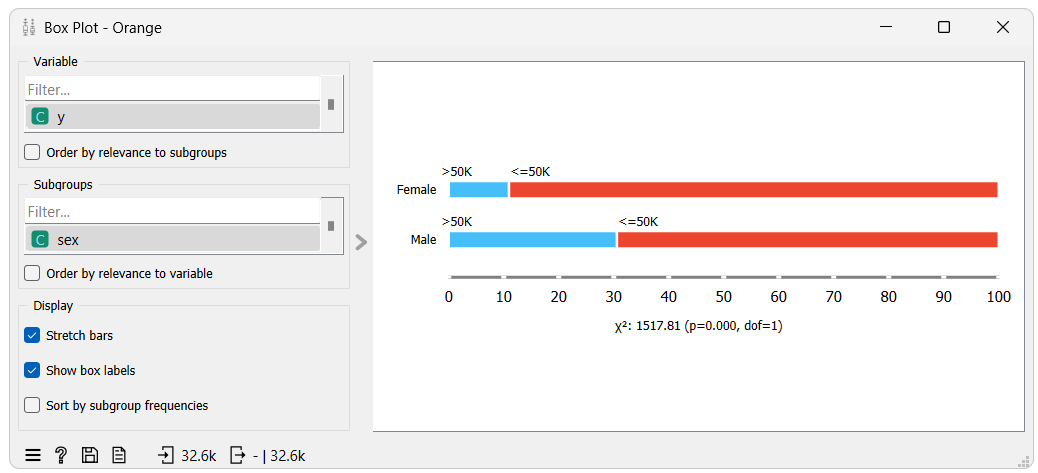 Box Plot - Orange
Variable
Filter...
C y
Order by relevance to subgroups
Subgroups
Filter...
C sex
Order by relevance to variable
Display
Stretch bars
Show box labels
Sort by subgroup frequencies
? 32.6k - | 32.6k
>50K <=50K
Female
>50K <=50K
Male
0 10 20 30 40 50 60 70 80 90 100
χ²: 1517.81 (p=0.000, dof=1)